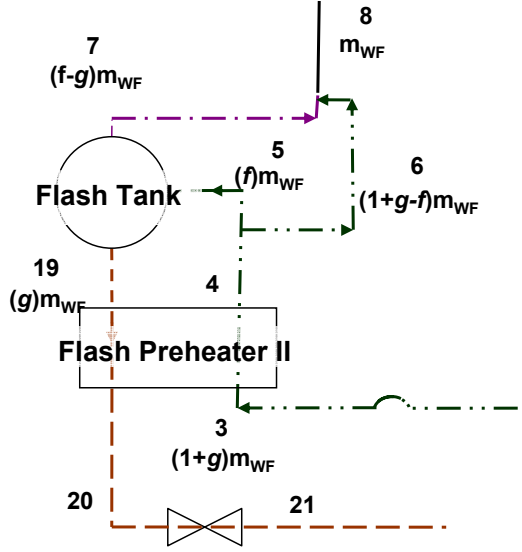 8
m_WF
7
(f-g)m_WF
5
(f)m_WF
6
(1+g-f)m_WF
Flash Tank
19
(g)m_WF
4
Flash Preheater II
3
(1+g)m_WF
20
21